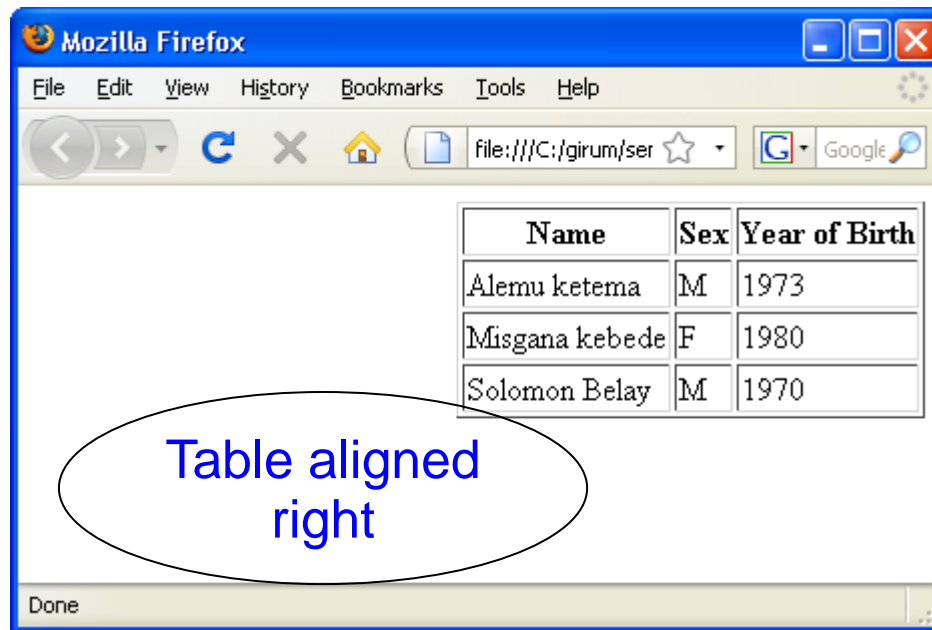 Mozilla Firefox
File Edit View History Bookmarks Tools Help
file:///C:/girum/ser G Google
Name Sex Year of Birth
Alemu ketema M 1973
Misgana kebede F 1980
Solomon Belay M 1970
Table aligned
right
Done